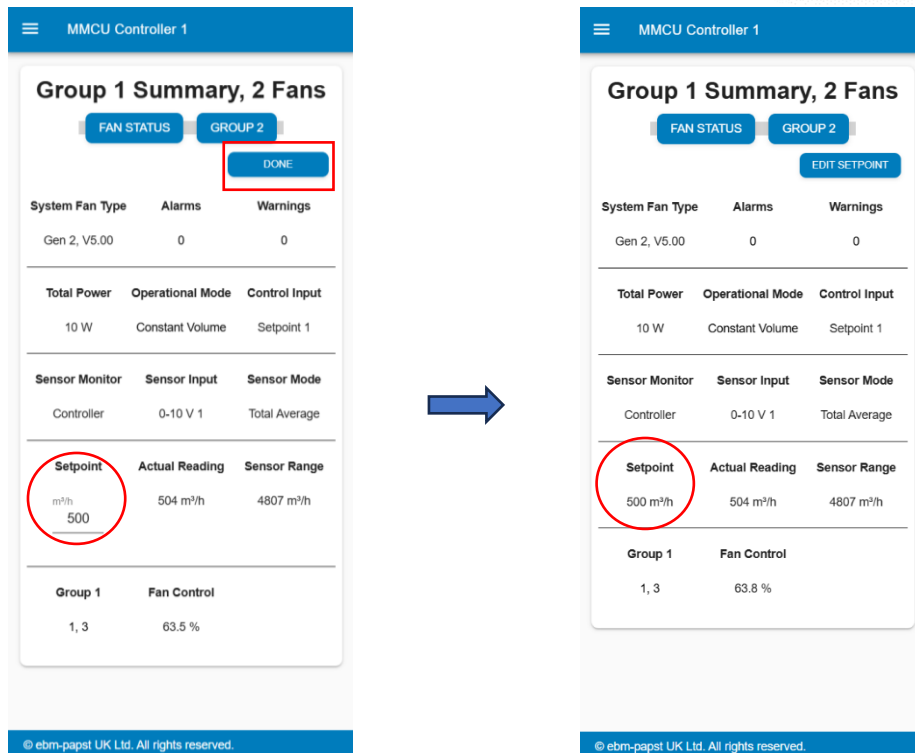 MMCU Controller 1
Group 1 Summary, 2 Fans
FAN STATUS GROUP 2
DONE
System Fan Type Alarms Warnings
Gen 2, V5.00 0 0
Total Power Operational Mode Control Input
10 W Constant Volume Setpoint 1
Sensor Monitor Sensor Input Sensor Mode
Controller 0-10 V 1 Total Average
Setpoint Actual Reading Sensor Range
m³/h 504 m³/h 4807 m³/h
500
Group 1 Fan Control
1, 3 63.5 %
© ebm-papst UK Ltd. All rights reserved.
MMCU Controller 1
Group 1 Summary, 2 Fans
FAN STATUS GROUP 2
EDIT SETPOINT
System Fan Type Alarms Warnings
Gen 2, V5.00 0 0
Total Power Operational Mode Control Input
10 W Constant Volume Setpoint 1
Sensor Monitor Sensor Input Sensor Mode
Controller 0-10 V 1 Total Average
Setpoint Actual Reading Sensor Range
500 m³/h 504 m³/h 4807 m³/h
Group 1 Fan Control
1, 3 63.8 %
© ebm-papst UK Ltd. All rights reserved.